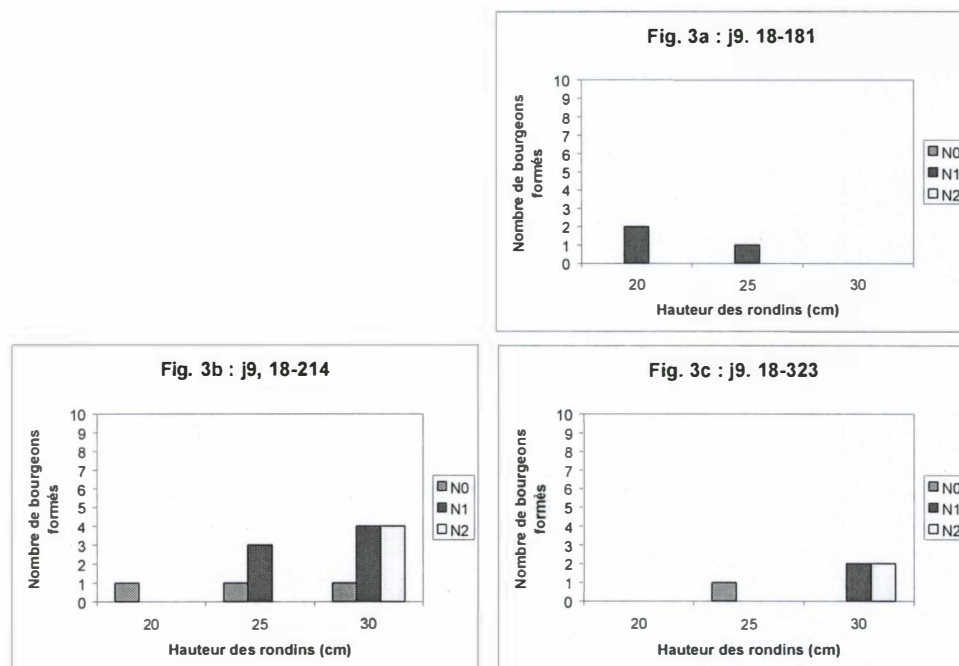 Fig. 3a : j9. 18-181
Nombre de bourgeons
formés
10
9
8
7
6
5
4
3
2
1
0
20 25 30
Hauteur des rondins (cm)
N0
N1
N2
Fig. 3b : j9, 18-214
Nombre de bourgeons
formés
10
9
8
7
6
5
4
3
2
1
0
20 25 30
Hauteur des rondins (cm)
N0
N1
N2
Fig. 3c : j9. 18-323
Nombre de bourgeons
formés
10
9
8
7
6
5
4
3
2
1
0
20 25 30
Hauteur des rondins (cm)
N0
N1
N2